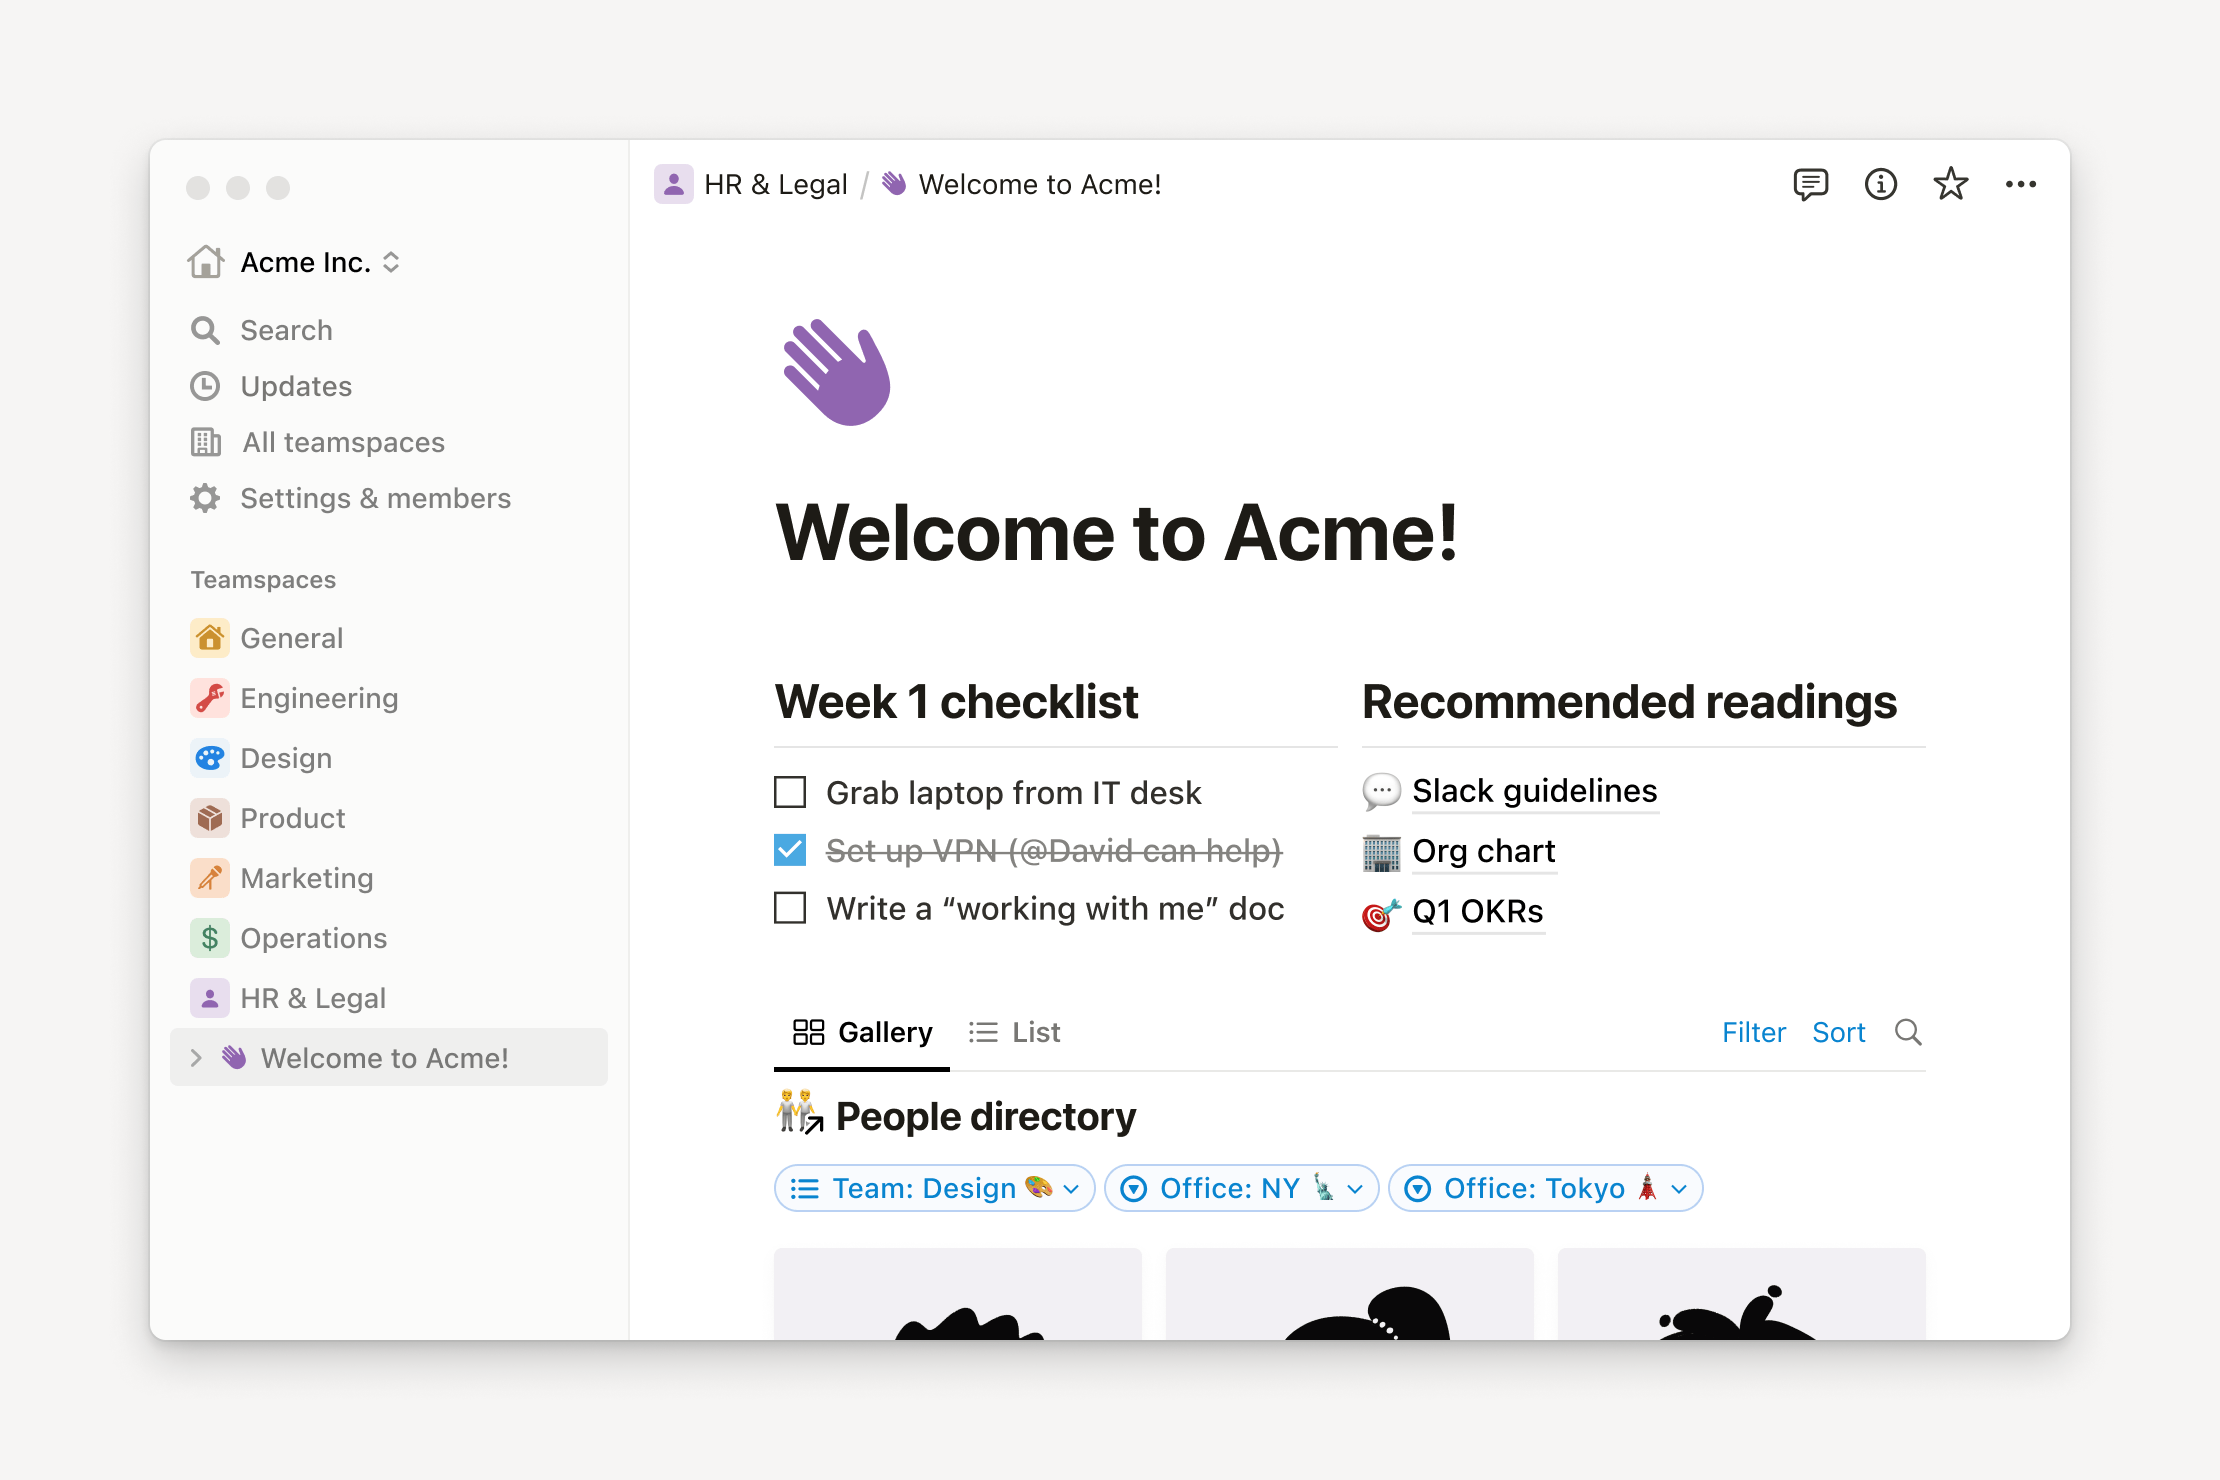 Acme Inc.
Search
Updates
All teamspaces
Settings & members
Teamspaces
General
Engineering
Design
Product
Marketing
Operations
HR & Legal
Welcome to Acme!
HR & Legal / Welcome to Acme!
Welcome to Acme!
Week 1 checklist
Grab laptop from IT desk
Set up VPN (@David can help)
Write a “working with me” doc
Recommended readings
Slack guidelines
Org chart
Q1 OKRs
Gallery List Filter Sort
People directory
Team: Design Office: NY Office: Tokyo